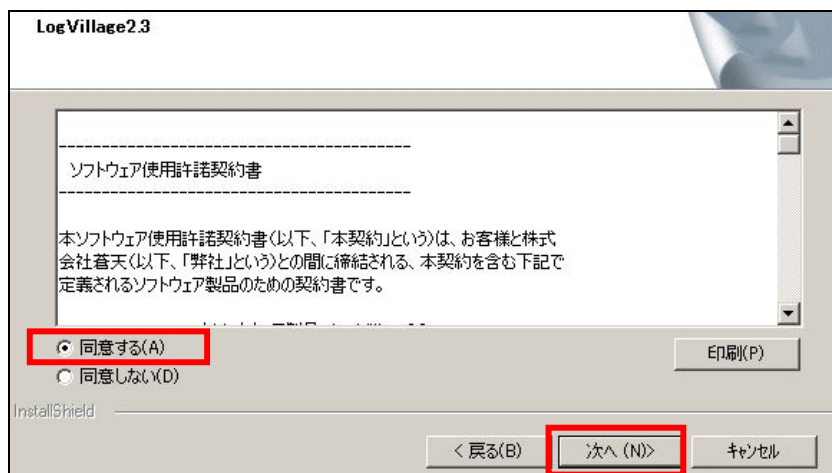 LogVillage2.3
----------------------------------------
ソフトウェア使用許諾契約書
----------------------------------------
本ソフトウェア使用許諾契約書(以下、「本契約」という)は、お客様と株式
会社蒼天(以下、「弊社」という)との間に締結される、本契約を含む下記で
定義されるソフトウェア製品のための契約書です。
同意する(A)
印刷(P)
同意しない(D)
InstallShield
< 戻る(B)
次へ (N)>
キャンセル